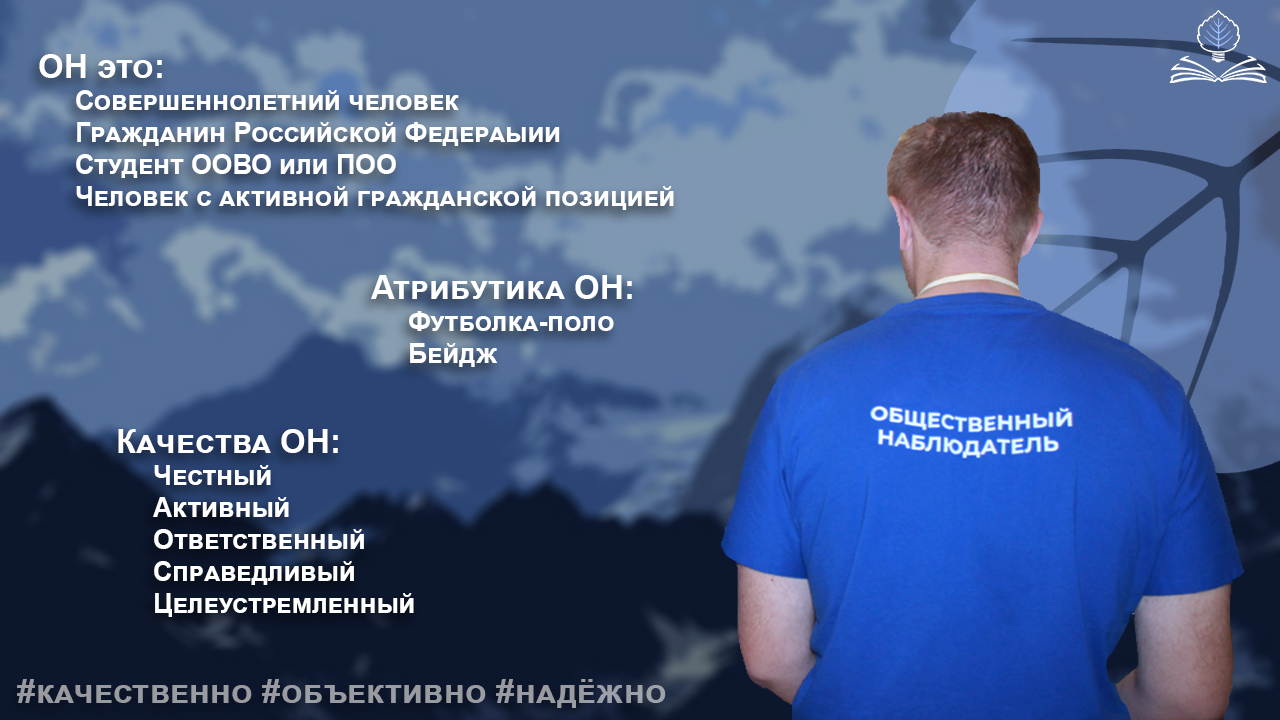 ОН это:
Совершеннолетний человек
Гражданин Российской Федераыии
Студент ООВО или ПОО
Человек с активной гражданской позицией
Атрибутика ОН:
Футболка-поло
Бейдж
Качества ОН:
Честный
Активный
Ответственный
Справедливый
Целеустремленный
ОБЩЕСТВЕННЫЙ
НАБЛЮДАТЕЛЬ
#качественно #объективно #надёжно